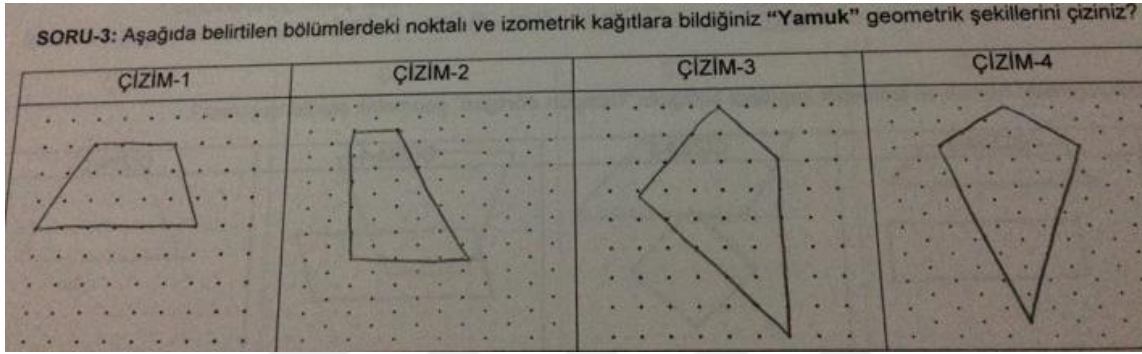 SORU-3: Aşağıda belirtilen bölümlerdeki noktalı ve izometrik kağıtlara bildiğiniz “Yamuk” geometrik şekillerini çiziniz?
ÇİZİM-1
ÇİZİM-2
ÇİZİM-3
ÇİZİM-4